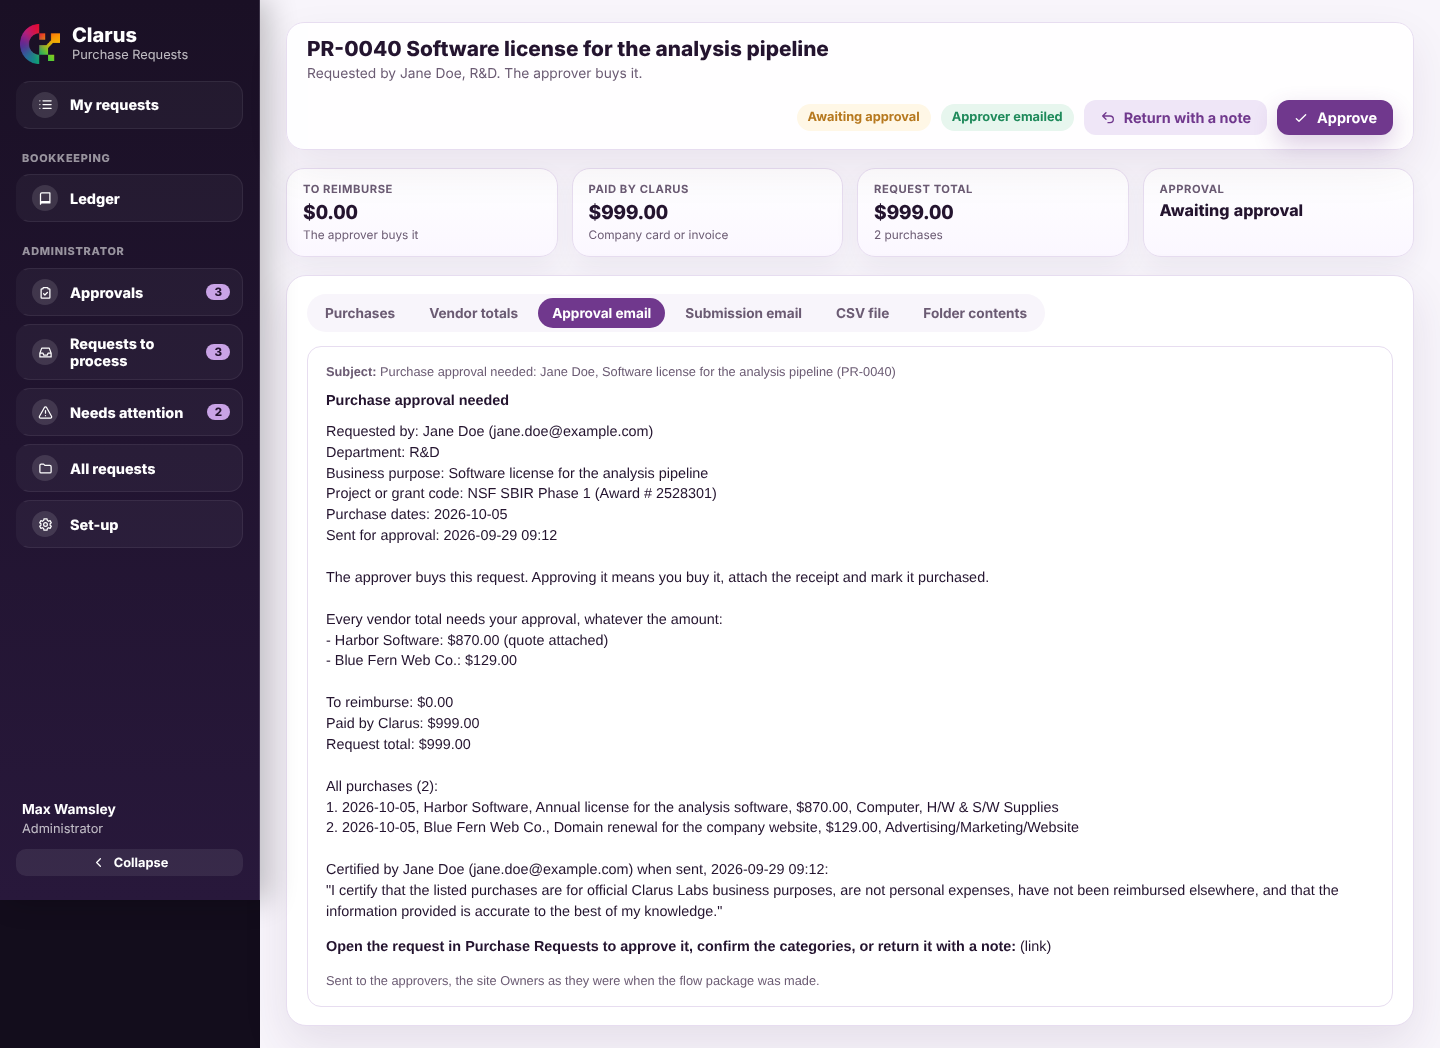 Clarus
Purchase Requests
My requests
BOOKKEEPING
Ledger
ADMINISTRATOR
Approvals
3
Requests to
process
3
Needs attention
2
All requests
Set-up
Max Wamsley
Administrator
Collapse
PR-0040 Software license for the analysis pipeline
Requested by Jane Doe, R&D. The approver buys it.
Awaiting approval
Approver emailed
Return with a note
Approve
TO REIMBURSE
$0.00
The approver buys it
PAID BY CLARUS
$999.00
Company card or invoice
REQUEST TOTAL
$999.00
2 purchases
APPROVAL
Awaiting approval
Purchases
Vendor totals
Approval email
Submission email
CSV file
Folder contents
Subject: Purchase approval needed: Jane Doe, Software license for the analysis pipeline (PR-0040)
Purchase approval needed
Requested by: Jane Doe (jane.doe@example.com)
Department: R&D
Business purpose: Software license for the analysis pipeline
Project or grant code: NSF SBIR Phase 1 (Award # 2528301)
Purchase dates: 2026-10-05
Sent for approval: 2026-09-29 09:12
The approver buys this request. Approving it means you buy it, attach the receipt and mark it purchased.
Every vendor total needs your approval, whatever the amount:
- Harbor Software: $870.00 (quote attached)
- Blue Fern Web Co.: $129.00
To reimburse: $0.00
Paid by Clarus: $999.00
Request total: $999.00
All purchases (2):
1. 2026-10-05, Harbor Software, Annual license for the analysis software, $870.00, Computer, H/W & S/W Supplies
2. 2026-10-05, Blue Fern Web Co., Domain renewal for the company website, $129.00, Advertising/Marketing/Website
Certified by Jane Doe (jane.doe@example.com) when sent, 2026-09-29 09:12:
"I certify that the listed purchases are for official Clarus Labs business purposes, are not personal expenses, have not been reimbursed elsewhere, and that the
information provided is accurate to the best of my knowledge."
Open the request in Purchase Requests to approve it, confirm the categories, or return it with a note: (link)
Sent to the approvers, the site Owners as they were when the flow package was made.